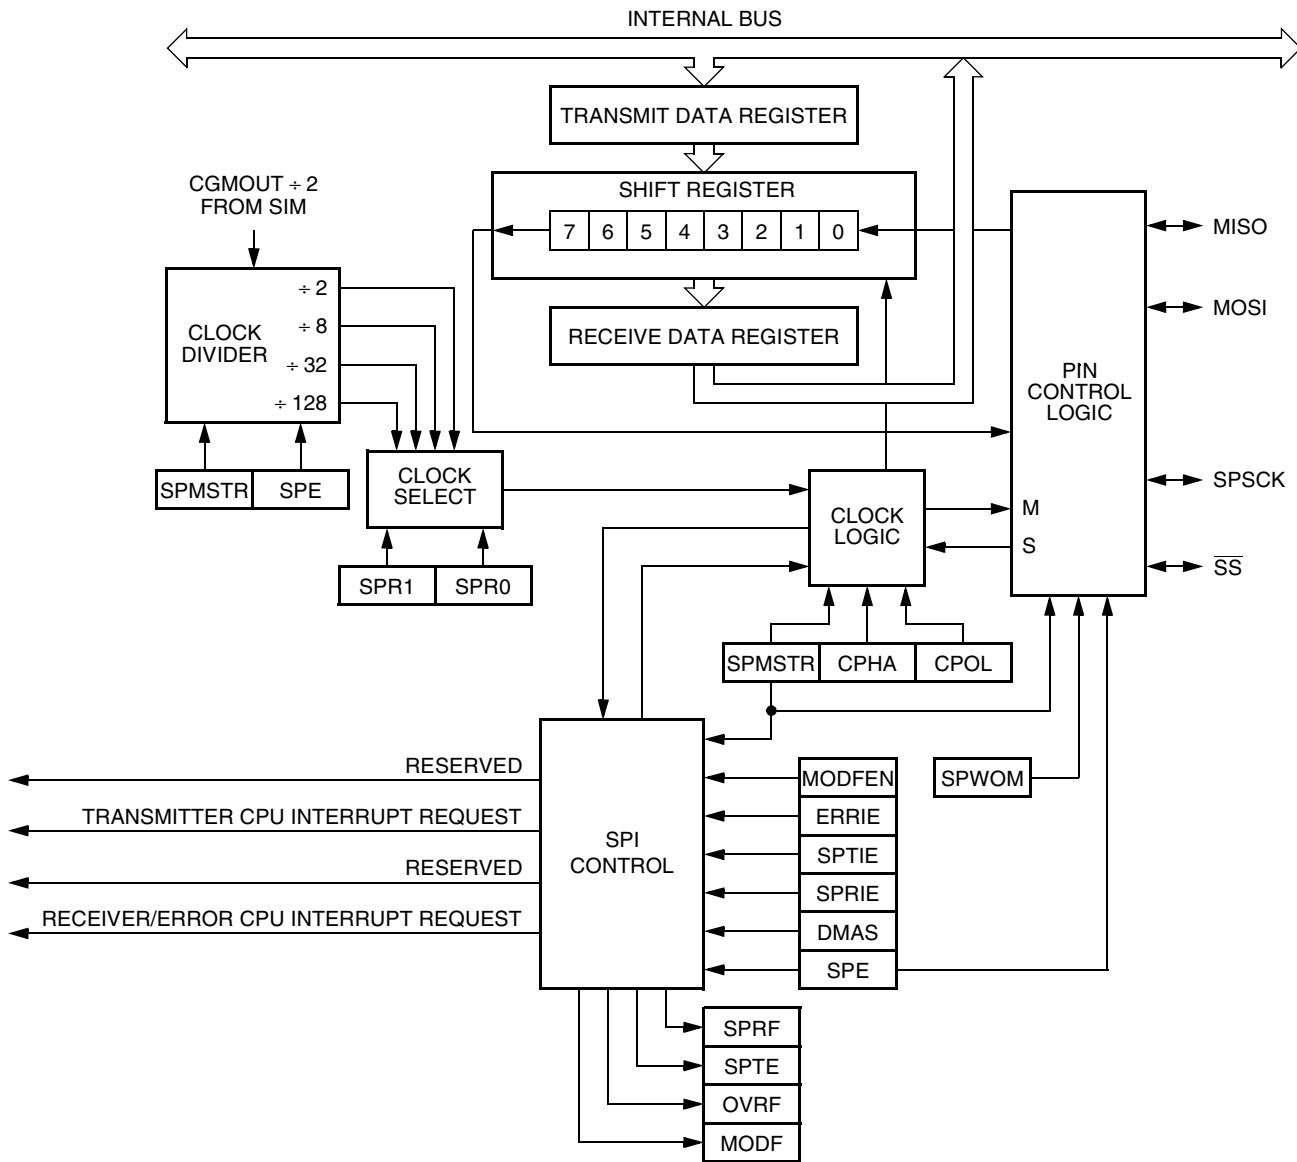 INTERNAL BUS
TRANSMIT DATA REGISTER
CGMOUT ÷ 2
FROM SIM
SHIFT REGISTER
7 6 5 4 3 2 1 0
MISO
÷ 2
÷ 8
÷ 32
÷ 128
CLOCK
DIVIDER
RECEIVE DATA REGISTER
MOSI
PIN
CONTROL
LOGIC
SPMSTR SPE
CLOCK
SELECT
SPR1 SPR0
CLOCK
LOGIC
M
S
SPSCK
SS
SPMSTR CPHA CPOL
RESERVED
TRANSMITTER CPU INTERRUPT REQUEST
RESERVED
RECEIVER/ERROR CPU INTERRUPT REQUEST
SPI
CONTROL
MODFEN
ERRIE
SPTIE
SPRIE
DMAS
SPE
SPWOM
SPRF
SPTE
OVRF
MODF